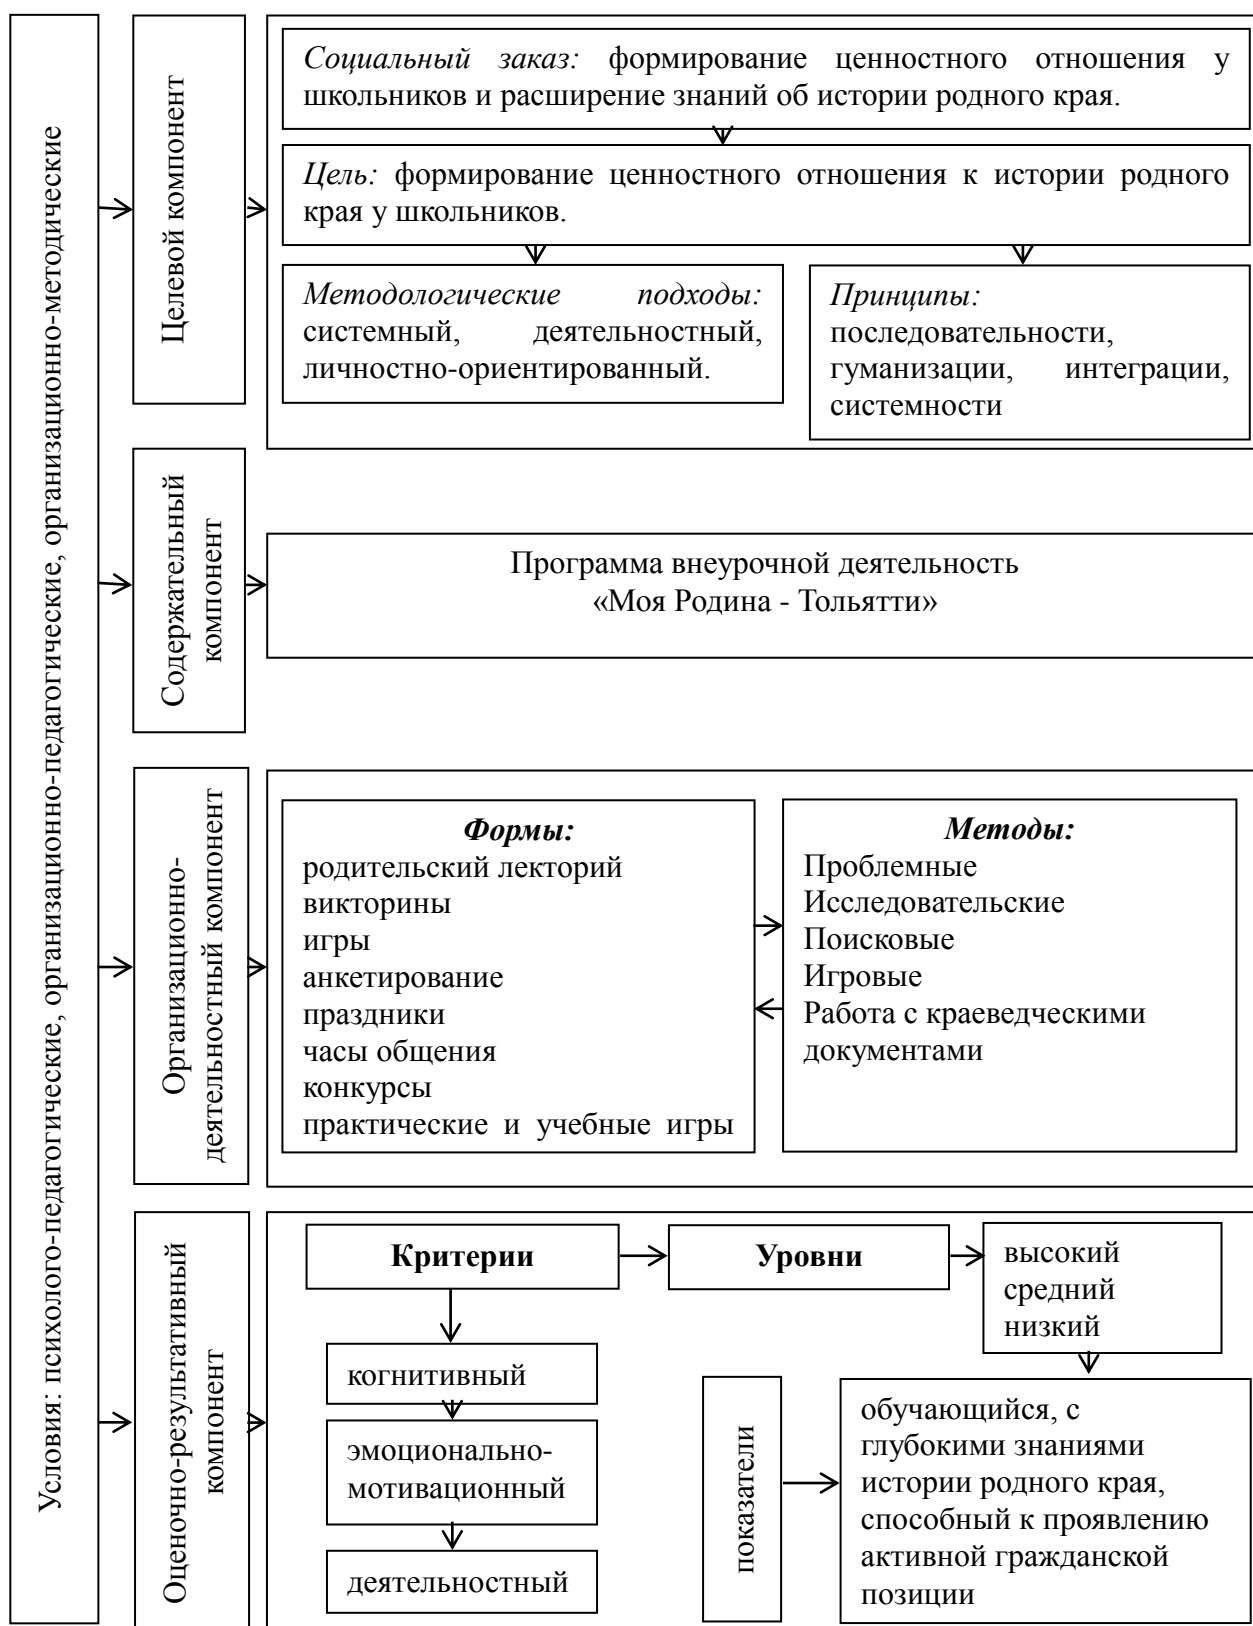 Условия: психолого-педагогические, организационно-педагогические, организационно-методические
Целевой компонент
Социальный заказ: формирование ценностного отношения у
школьников и расширение знаний об истории родного края.
Цель: формирование ценностного отношения к истории родного
края у школьников.
Методологические подходы:
системный, деятельностный,
личностно-ориентированный.
Принципы:
последовательности,
гуманизации, интеграции,
системности
Содержательный
компонент
Программа внеурочной деятельность
«Моя Родина - Тольятти»
Организационно-
деятельностный компонент
Формы:
родительский лекторий
викторины
игры
анкетирование
праздники
часы общения
конкурсы
практические и учебные игры
Методы:
Проблемные
Исследовательские
Поисковые
Игровые
Работа с краеведческими
документами
Оценочно-результативный
компонент
Критерии
Уровни
высокий
средний
низкий
когнитивный
эмоционально-
мотивационный
деятельностный
показатели
обучающийся, с
глубокими знаниями
истории родного края,
способный к проявлению
активной гражданской
позиции